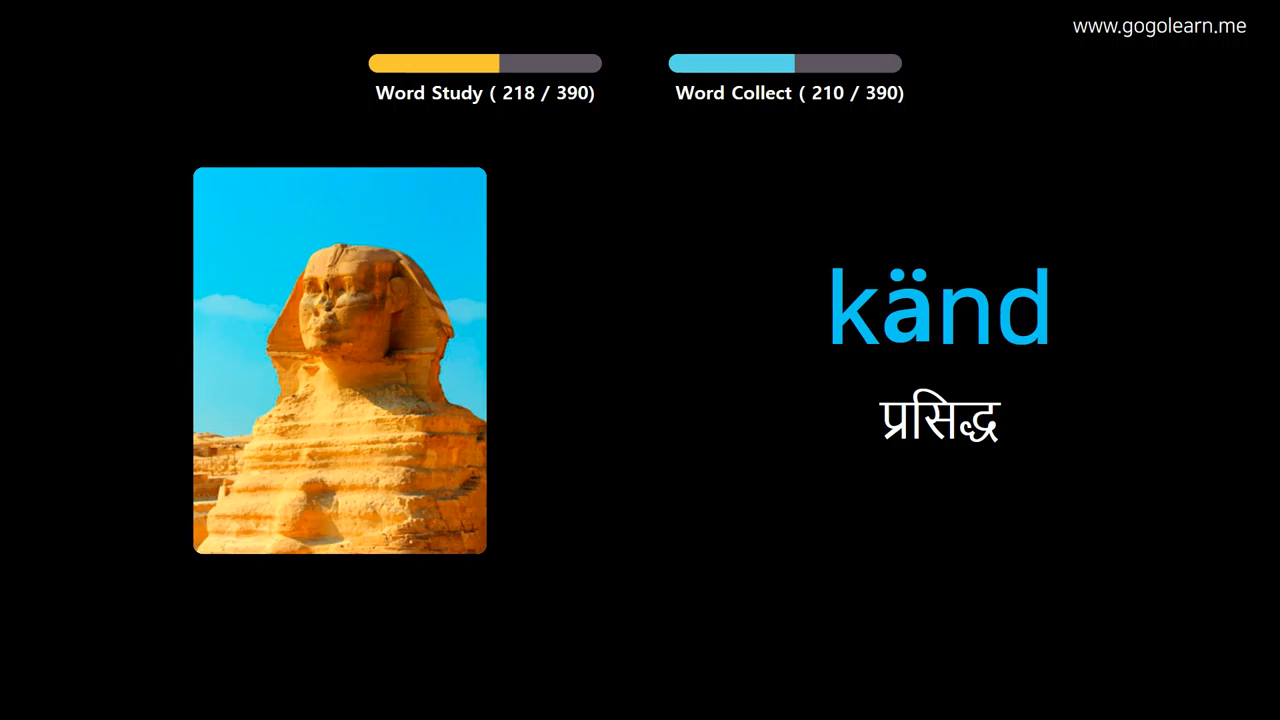 www.gogolearn.me
Word Study ( 218 / 390)
Word Collect ( 210 / 390)
känd
प्रसिद्ध